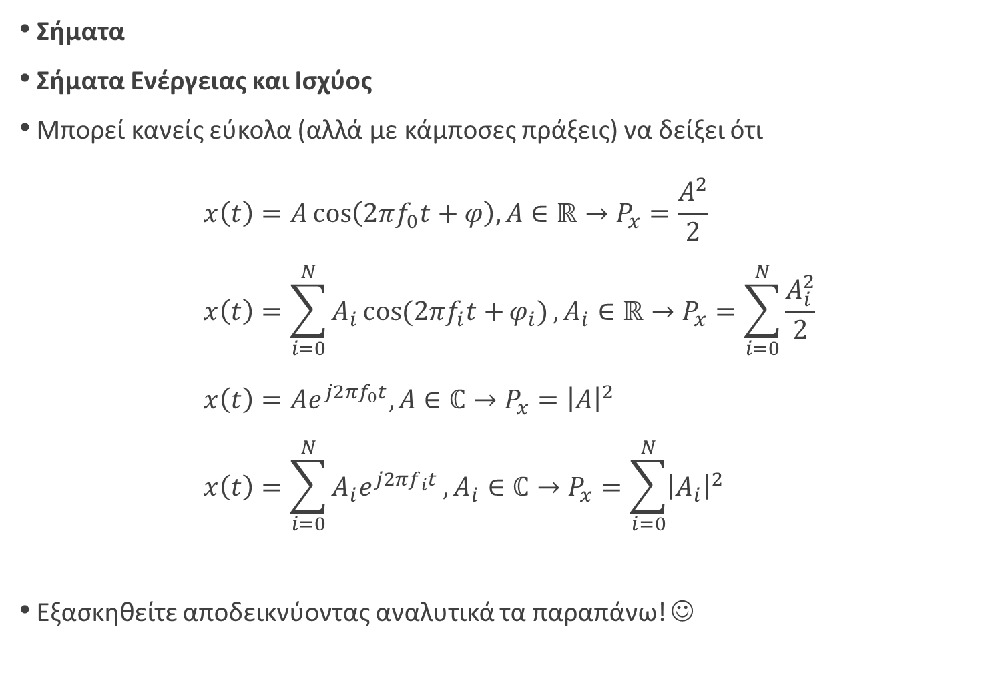 • Σήματα
• Σήματα Ενέργειας και Ισχύος
• Μπορεί κανείς εύκολα (αλλά με κάμποσες πράξεις) να δείξει ότι
$x(t) = A \cos(2\pi f_0 t + \varphi), A \in \mathbb{R} \rightarrow P_x = \frac{A^2}{2}$
$x(t) = \sum_{i=0}^{N} A_i \cos(2\pi f_i t + \varphi_i), A_i \in \mathbb{R} \rightarrow P_x = \sum_{i=0}^{N} \frac{A_i^2}{2}$
$x(t) = A e^{j2\pi f_0 t}, A \in \mathbb{C} \rightarrow P_x = |A|^2$
$x(t) = \sum_{i=0}^{N} A_i e^{j2\pi f_i t}, A_i \in \mathbb{C} \rightarrow P_x = \sum_{i=0}^{N} |A_i|^2$
• Εξασκηθείτε αποδεικνύοντας αναλυτικά τα παραπάνω! ☺